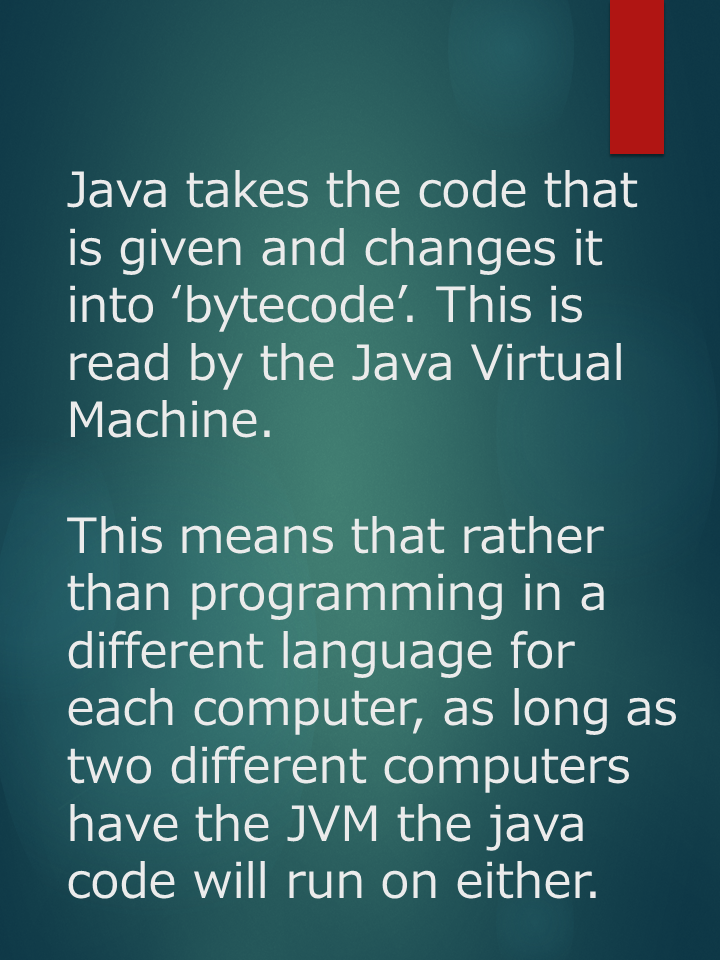 Java takes the code that
is given and changes it
into ‘bytecode’. This is
read by the Java Virtual
Machine.
This means that rather
than programming in a
different language for
each computer, as long as
two different computers
have the JVM the java
code will run on either.